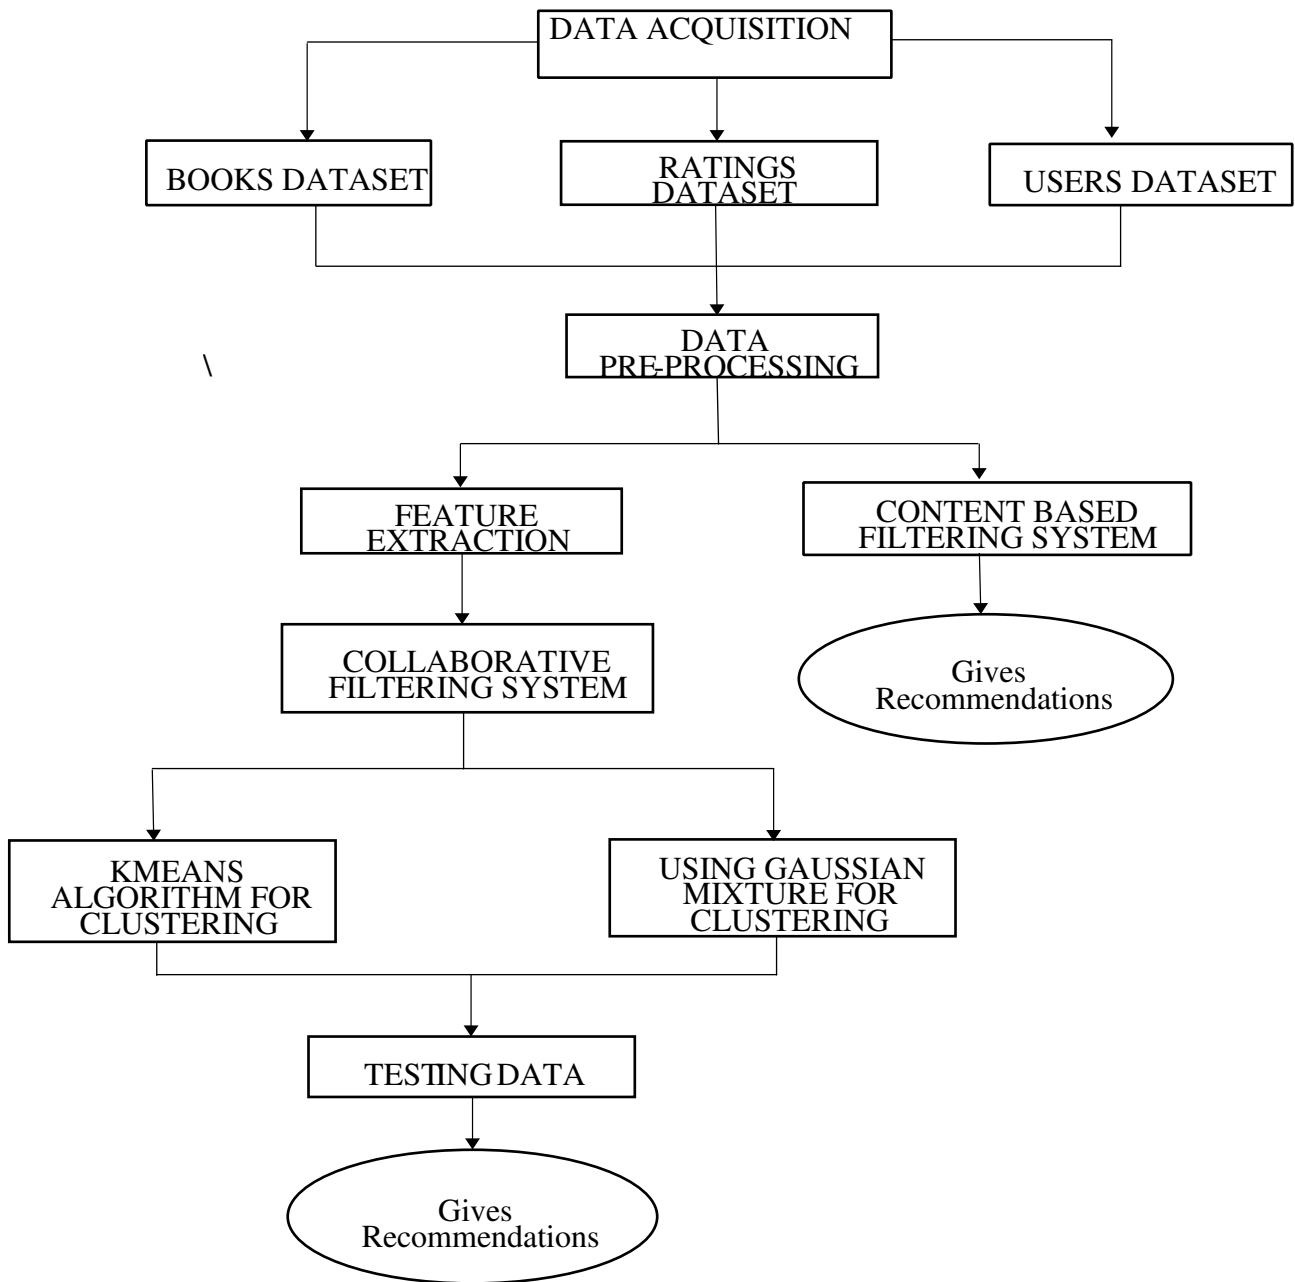 DATA ACQUISITION
BOOKS DATASET
RATINGS
DATASET
USERS DATASET
DATA
PRE-PROCESSING
\
FEATURE
EXTRACTION
CONTENT BASED
FILTERING SYSTEM
COLLABORATIVE
FILTERING SYSTEM
Gives
Recommendations
KMEANS
ALGORITHM FOR
CLUSTERING
USING GAUSSIAN
MIXTURE FOR
CLUSTERING
TESTING DATA
Gives
Recommendations